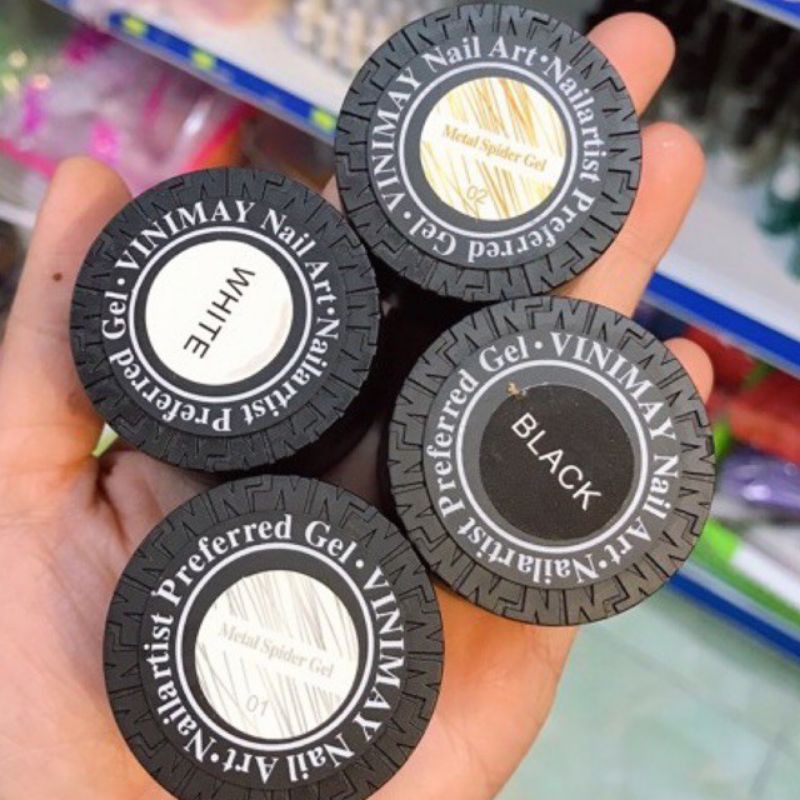 VINIMAY Nail Art·Nailartist Preferred Gel·
Metal Spider Gel
02
VINIMAY Nail Art·Nailartist Preferred Gel·
WHITE
VINIMAY Nail Art·Nailartist Preferred Gel·
BLACK
VINIMAY Nail Art·Nailartist Preferred Gel·
Metal Spider Gel
01